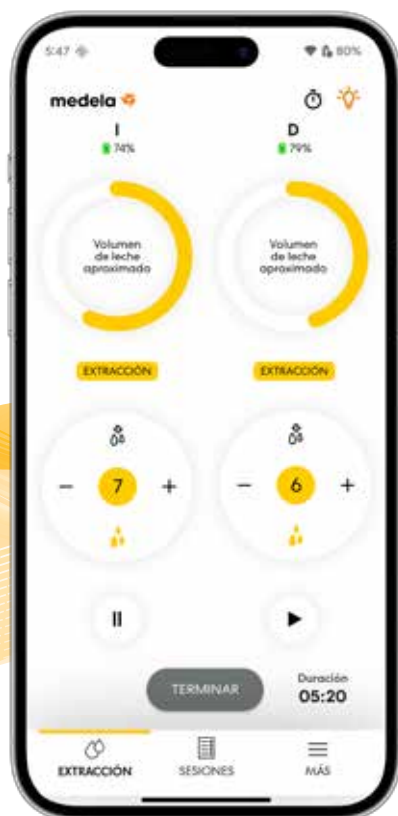 5:47
80%
medela
I
74%
D
79%
Volumen
de leche
aproximado
Volumen
de leche
aproximado
EXTRACCIÓN
EXTRACCIÓN
− 7 +
− 6 +
TERMINAR
Duración
05:20
EXTRACCIÓN
SESIONES
MÁS